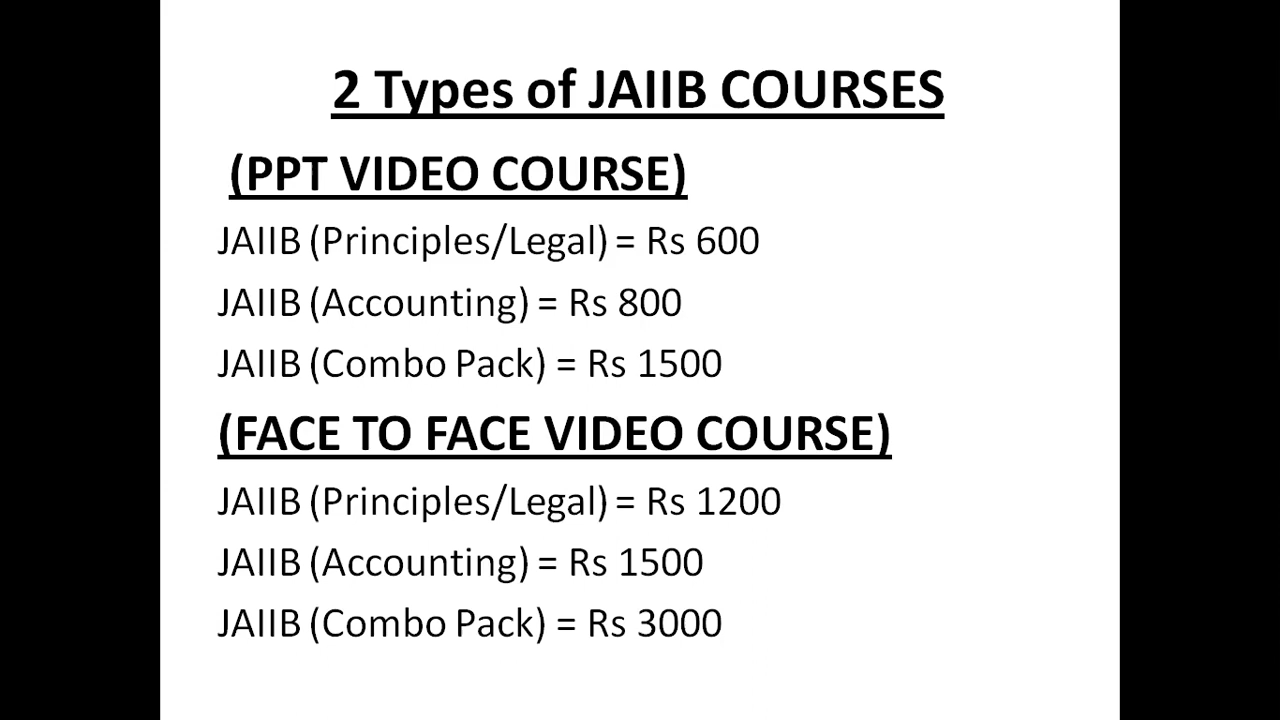 2 Types of JAIIB COURSES
(PPT VIDEO COURSE)
JAIIB (Principles/Legal) = Rs 600
JAIIB (Accounting) = Rs 800
JAIIB (Combo Pack) = Rs 1500
(FACE TO FACE VIDEO COURSE)
JAIIB (Principles/Legal) = Rs 1200
JAIIB (Accounting) = Rs 1500
JAIIB (Combo Pack) = Rs 3000